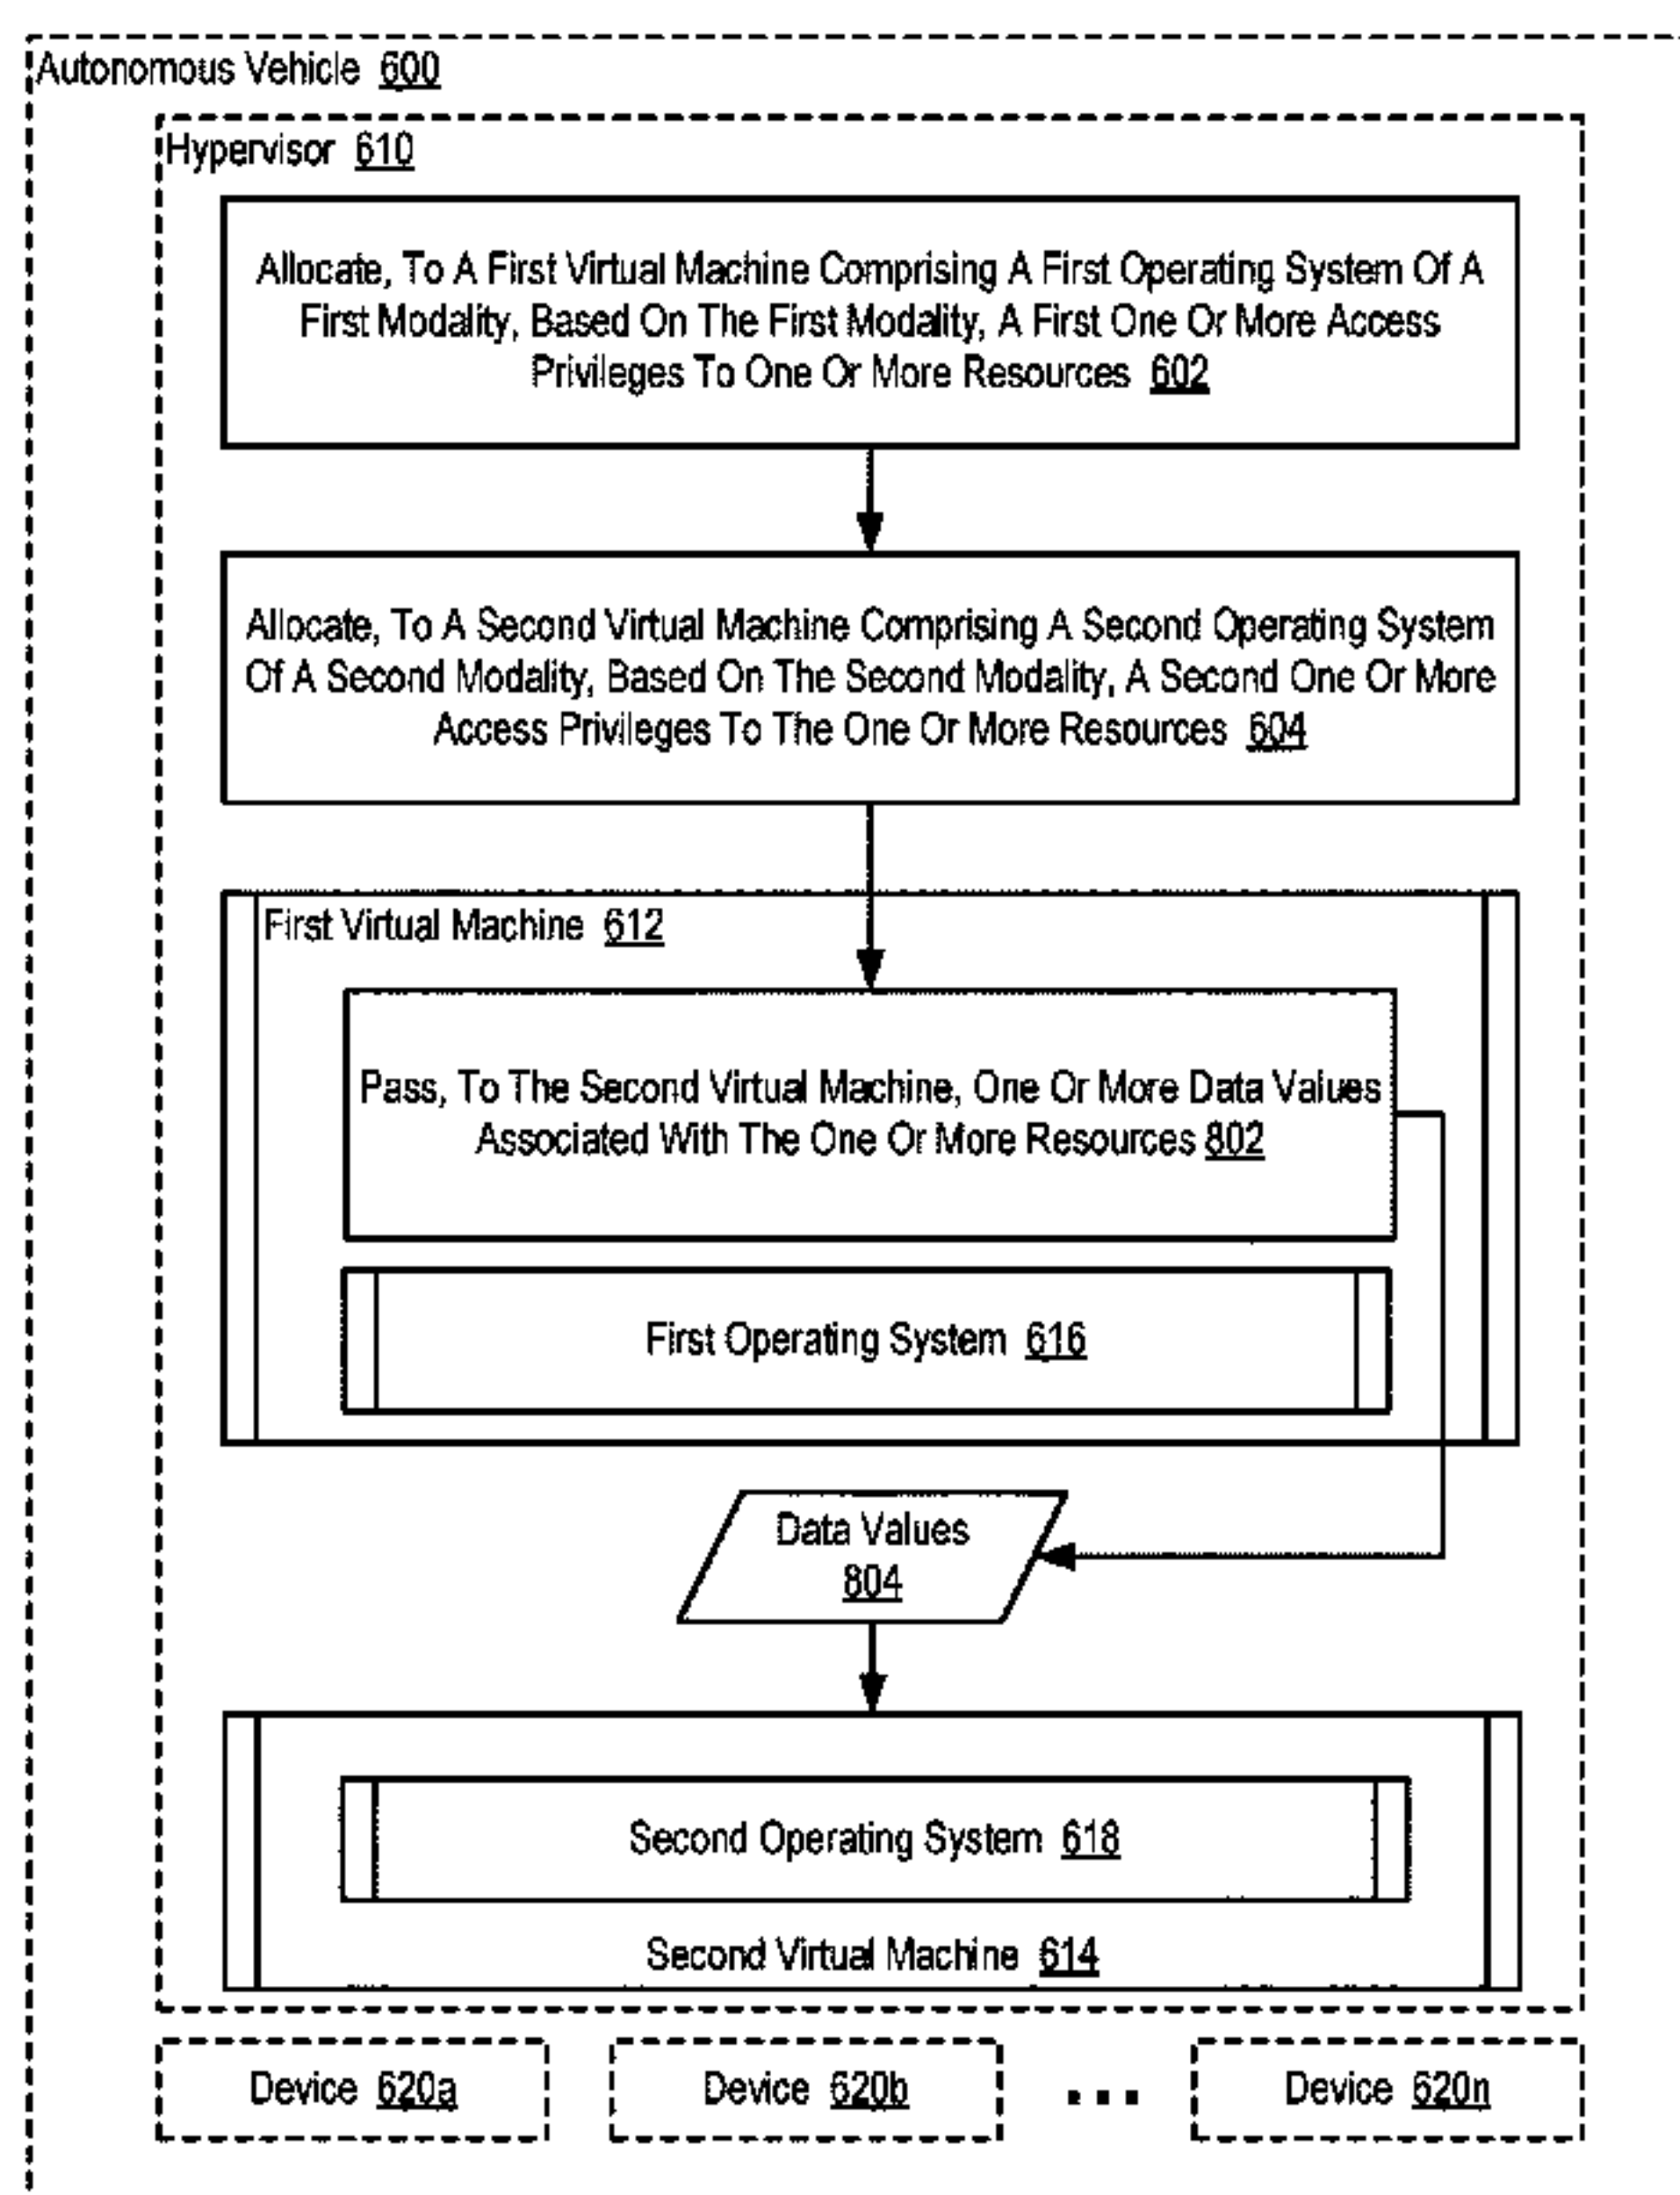 Autonomous Vehicle 600
Hypervisor 610
Allocate, To A First Virtual Machine Comprising A First Operating System Of A
First Modality, Based On The First Modality, A First One Or More Access
Privileges To One Or More Resources 602
Allocate, To A Second Virtual Machine Comprising A Second Operating System
Of A Second Modality, Based On The Second Modality, A Second One Or More
Access Privileges To The One Or More Resources 604
First Virtual Machine 612
Pass, To The Second Virtual Machine, One Or More Data Values
Associated With The One Or More Resources 802
First Operating System 616
Data Values
804
Second Operating System 618
Second Virtual Machine 614
Device 620a
Device 620b
...
Device 620n